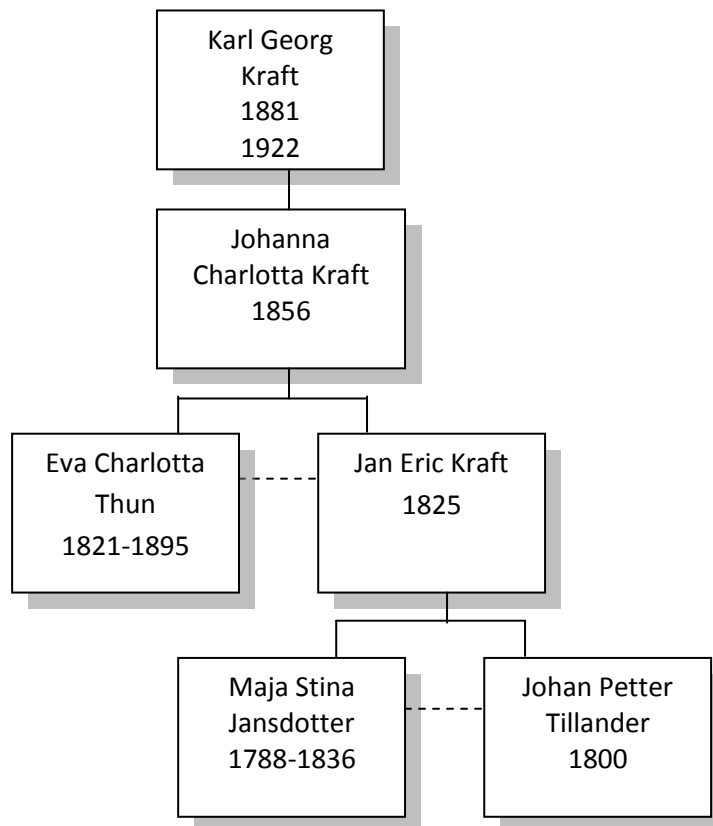 Karl Georg
Kraft
1881
1922
Johanna
Charlotta Kraft
1856
Eva Charlotta
Thun
1821-1895
Jan Eric Kraft
1825
Maja Stina
Jansdotter
1788-1836
Johan Petter
Tillander
1800